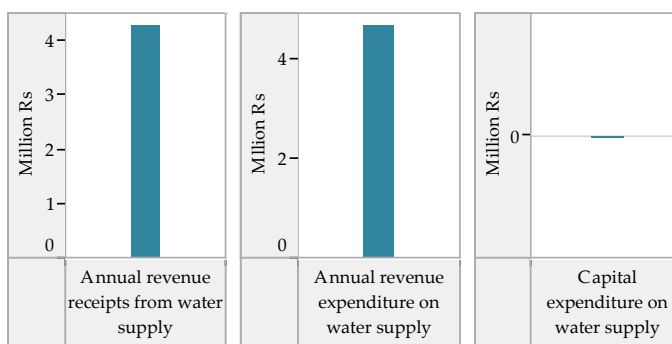 4
3
2
1
0
Million Rs
Annual revenue
receipts from water
supply
4
2
0
Million Rs
Annual revenue
expenditure on
water supply
0
Million Rs
Capital
expenditure on
water supply